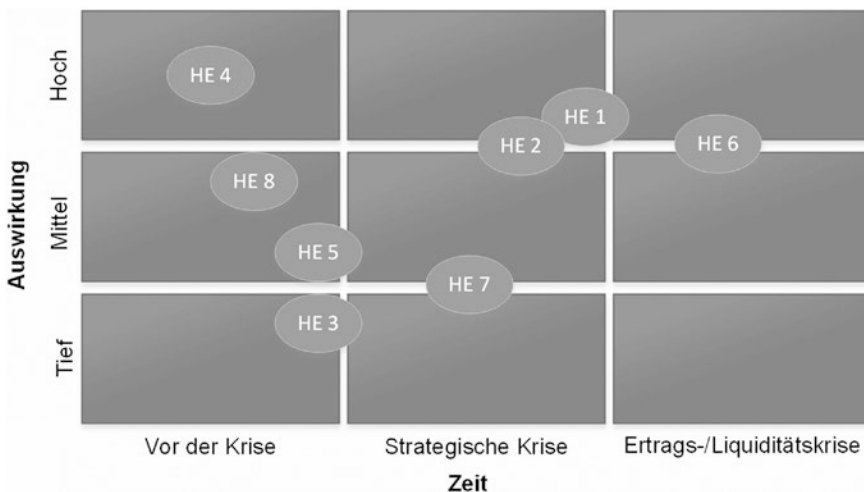 Auswirkung
Hoch
Mittel
Tief
HE 4
HE 1
HE 2
HE 6
HE 8
HE 5
HE 7
HE 3
Vor der Krise
Strategische Krise
Ertrags-/Liquiditätskrise
Zeit